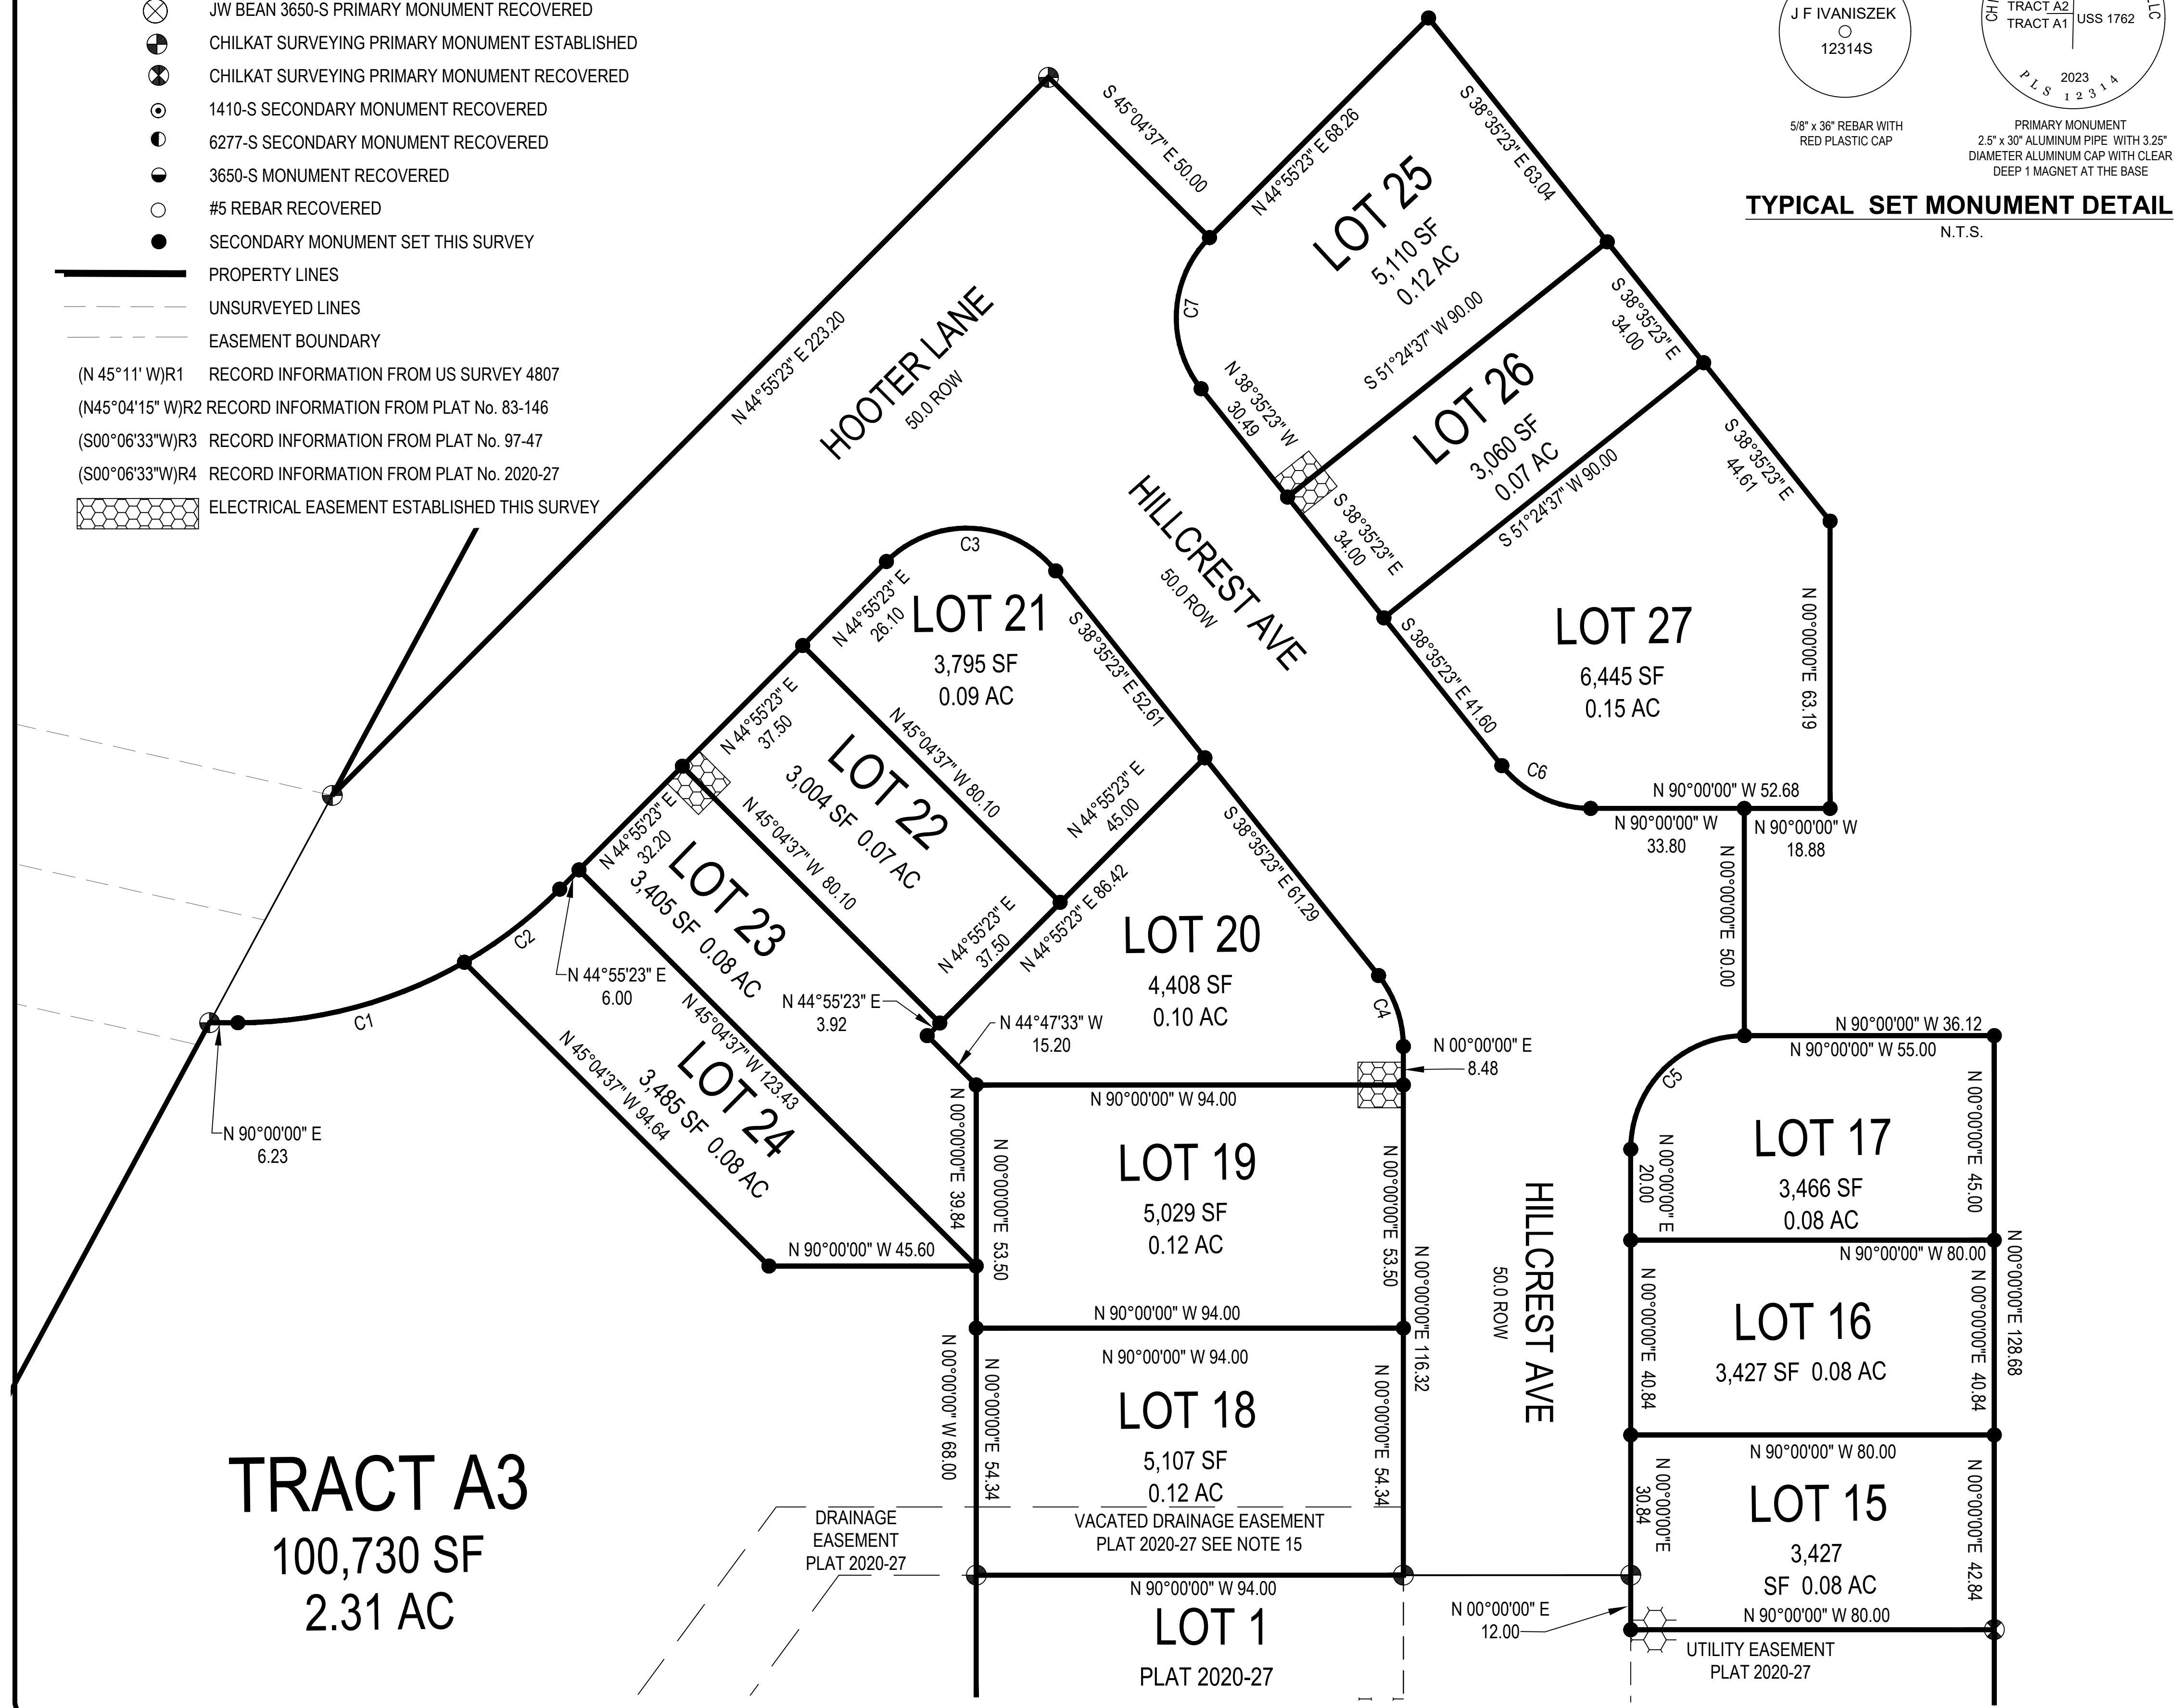 JW BEAN 3650-S PRIMARY MONUMENT RECOVERED
CHILKAT SURVEYING PRIMARY MONUMENT ESTABLISHED
CHILKAT SURVEYING PRIMARY MONUMENT RECOVERED
1410-S SECONDARY MONUMENT RECOVERED
6277-S SECONDARY MONUMENT RECOVERED
3650-S MONUMENT RECOVERED
#5 REBAR RECOVERED
SECONDARY MONUMENT SET THIS SURVEY
PROPERTY LINES
UNSURVEYED LINES
EASEMENT BOUNDARY
(N 45°11' W)R1 RECORD INFORMATION FROM US SURVEY 4807
(N45°04'15" W)R2 RECORD INFORMATION FROM PLAT No. 83-146
(S00°06'33"W)R3 RECORD INFORMATION FROM PLAT No. 97-47
(S00°06'33"W)R4 RECORD INFORMATION FROM PLAT No. 2020-27
ELECTRICAL EASEMENT ESTABLISHED THIS SURVEY
J F IVANISZEK
12314S
5/8" x 36" REBAR WITH
RED PLASTIC CAP
TRACT A2
TRACT A1
USS 1762
2023
PLS 12314
PRIMARY MONUMENT
2.5" x 30" ALUMINUM PIPE WITH 3.25"
DIAMETER ALUMINUM CAP WITH CLEAR
DEEP 1 MAGNET AT THE BASE
TYPICAL SET MONUMENT DETAIL
N.T.S.
S 45°04'37" E 50.00
N 44°55'23" E 68.26
S 38°35'23" E 63.04
LOT 25
5,110 SF
0.12 AC
S 51°24'37" W 90.00
C7
N 38°35'23" W
30.49
N 44°55'23" E 223.20
HOOTER LANE
50.0 ROW
S 38°35'23" E
34.00
LOT 26
3,060 SF
0.07 AC
S 51°24'37" W 90.00
S 38°35'23" E
34.00
S 38°35'23" E
44.61
HILLCREST AVE
50.0 ROW
LOT 27
6,445 SF
0.15 AC
N 00°00'00"E 63.19
S 38°35'23" E 41.60
C6
N 90°00'00" W 52.68
N 90°00'00" W
33.80
N 90°00'00" W
18.88
N 00°00'00"E 50.00
C3
N 44°55'23" E
26.10
LOT 21
3,795 SF
0.09 AC
S 38°35'23" E 52.61
N 45°04'37" W 80.10
N 44°55'23" E
45.00
N 44°55'23" E
37.50
LOT 22
3,004 SF 0.07 AC
N 45°04'37" W 80.10
N 44°55'23" E
37.50
N 44°55'23" E 86.42
N 44°55'23" E
32.20
LOT 23
3,405 SF 0.08 AC
N 44°55'23" E
6.00
N 44°55'23" E
3.92
N 44°47'33" W
15.20
N 45°04'37" W 123.43
C2
C1
N 90°00'00" E
6.23
LOT 24
3,485 SF 0.08 AC
N 45°04'37" W 94.64
N 90°00'00" W 45.60
S 38°35'23" E 61.29
LOT 20
4,408 SF
0.10 AC
C4
N 00°00'00" E
8.48
N 90°00'00" W 94.00
N 00°00'00"E 39.84
N 00°00'00"E 53.50
LOT 19
5,029 SF
0.12 AC
N 00°00'00"E 53.50
N 00°00'00"E 116.32
N 90°00'00" W 94.00
N 90°00'00" W 94.00
N 00°00'00" W 68.00
N 00°00'00"E 54.34
LOT 18
5,107 SF
0.12 AC
N 00°00'00"E 54.34
VACATED DRAINAGE EASEMENT
PLAT 2020-27 SEE NOTE 15
DRAINAGE
EASEMENT
PLAT 2020-27
N 90°00'00" W 94.00
LOT 1
PLAT 2020-27
TRACT A3
100,730 SF
2.31 AC
HILLCREST AVE
50.0 ROW
N 90°00'00" W 36.12
N 90°00'00" W 55.00
C5
LOT 17
3,466 SF
0.08 AC
N 00°00'00" E
20.00
N 00°00'00"E 45.00
N 90°00'00" W 80.00
N 00°00'00"E 128.68
LOT 16
3,427 SF 0.08 AC
N 00°00'00"E 40.84
N 00°00'00"E 40.84
N 90°00'00" W 80.00
LOT 15
3,427
SF 0.08 AC
N 00°00'00"E
30.84
N 00°00'00"E 42.84
N 90°00'00" W 80.00
N 00°00'00" E
12.00
UTILITY EASEMENT
PLAT 2020-27